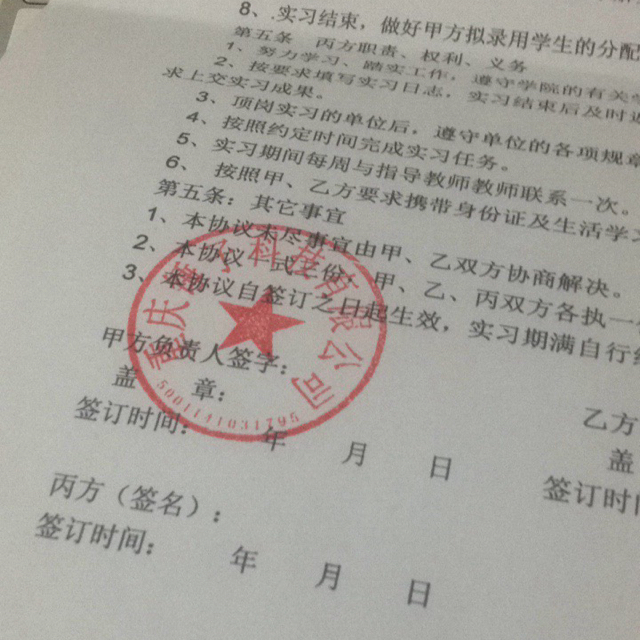 8、.实习结束，做好甲方拟录用学生的分配
第五条　丙方职责、权利、义务
1、努力学习、踏实工作，遵守学院的有关
2、按要求填写实习日志，实习结束后及时
求上交实习成果。
3、顶岗实习的单位后，遵守单位的各项规章
4、按照约定时间完成实习任务。
5、实习期间每周与指导教师教师联系一次。
6、按照甲、乙方要求携带身份证及生活学习
第五条：其它事宜
1、本协议未尽事宜由甲、乙双方协商解决。
2、本协议一式三份，甲、乙、丙双方各执一
3、本协议自签订之日起生效，实习期满自行
甲方负责人签字：
盖　　章：
签订时间：　　年　　月　　日
乙方
盖
签订时
丙方（签名）：
签订时间：　　年　　月　　日
重庆 科技有限公司